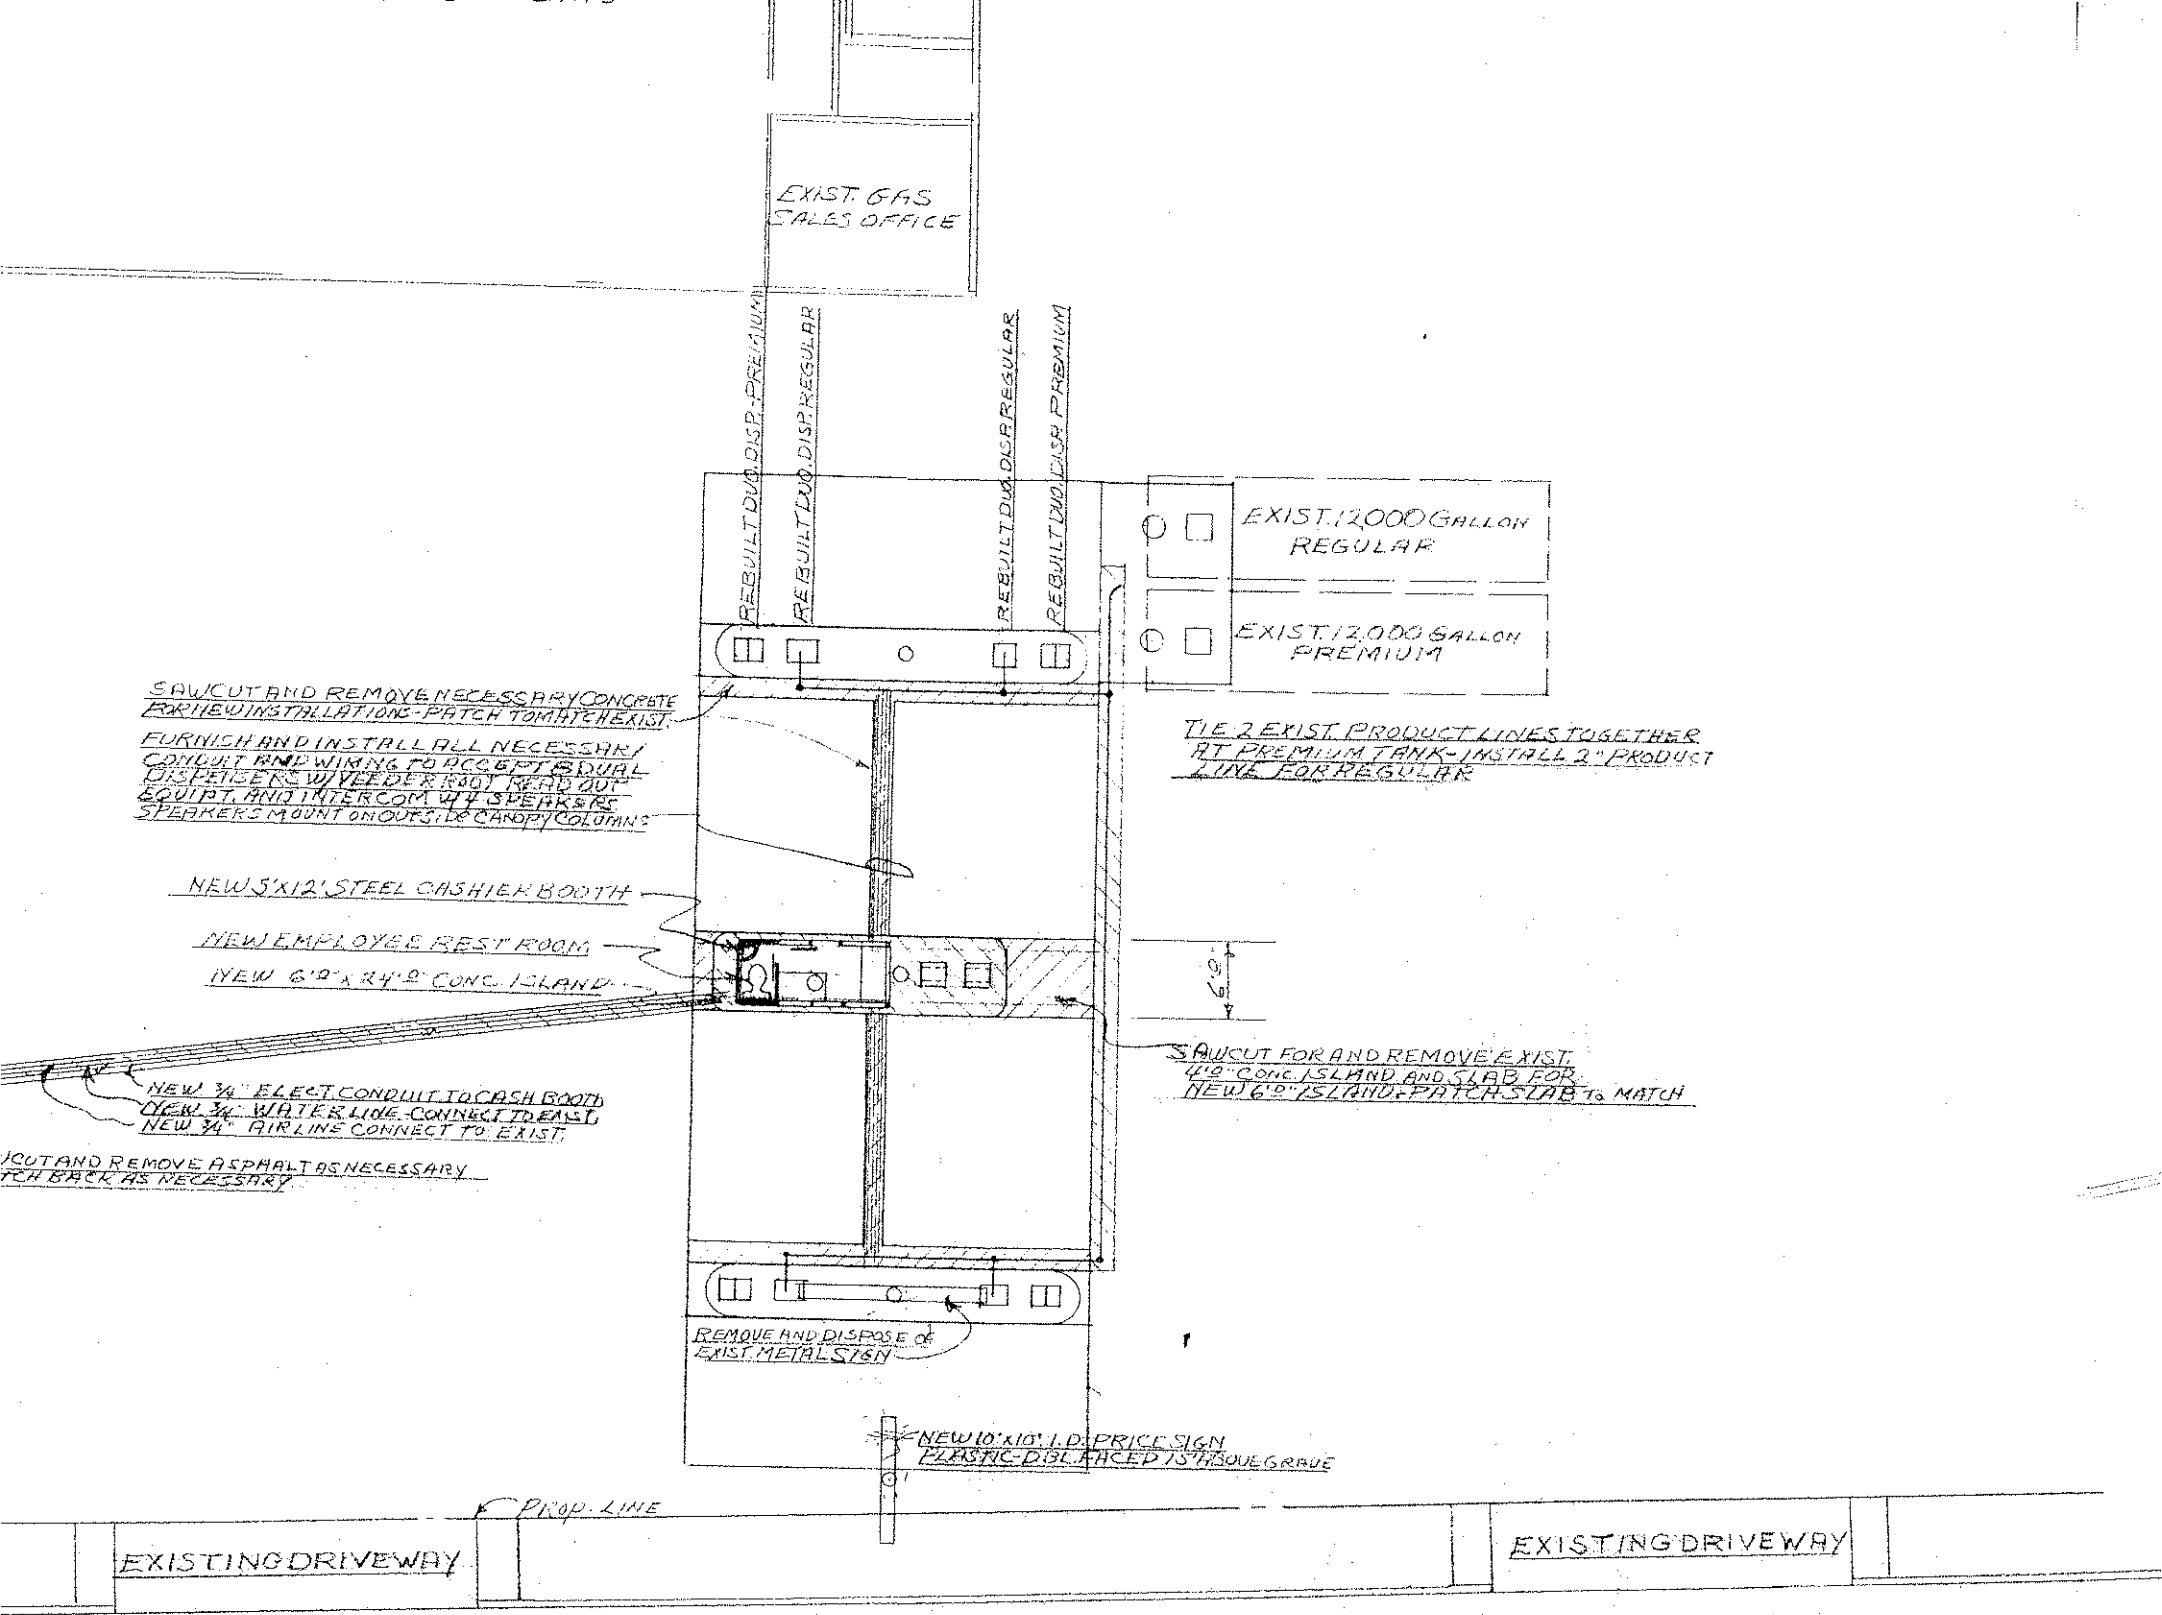 EXIST. GAS
SALES OFFICE
REBUILT DUO. DISP.-PREMIUM
REBUILT DUO. DISP. REGULAR
REBUILT DUO. DISP. REGULAR
REBUILT DUO. DISP. PREMIUM
EXIST. 12,000 GALLON
REGULAR
EXIST. 12,000 GALLON
PREMIUM
SAWCUT AND REMOVE NECESSARY CONCRETE
FOR NEW INSTALLATIONS-PATCH TO MATCH EXIST.
FURNISH AND INSTALL ALL NECESSARY
CONDUIT AND WIRING TO ACCEPT 8 DUAL
DISPENSERS W/VEEDER ROOT READ OUT
EQUIPT. AND INTERCOM W/4 SPEAKERS
SPEAKERS MOUNT ON OUTSIDE CANOPY COLUMNS
TIE 2 EXIST. PRODUCT LINES TOGETHER
AT PREMIUM TANK-INSTALL 2" PRODUCT
LINE FOR REGULAR
NEW 5'X12' STEEL CASHIER BOOTH
NEW EMPLOYEE REST ROOM
NEW 6'0" X 24'0" CONC. ISLAND
6'0"
SAWCUT FOR AND REMOVE EXIST.
4'0" CONC. ISLAND AND SLAB FOR
NEW 6'0" ISLAND & PATCH SLAB TO MATCH
NEW 3/4" ELECT. CONDUIT TO CASH BOOTH
NEW 3/4" WATER LINE-CONNECT TO EXIST.
NEW 3/4" AIR LINE CONNECT TO EXIST.
CUT AND REMOVE ASPHALT AS NECESSARY
TCH BACK AS NECESSARY
REMOVE AND DISPOSE OF
EXIST. METAL SIGN
NEW 10'X10' I.D. PRICE SIGN
PLASTIC-DBL. FACED 15' ABOVE GRADE
PROP. LINE
EXISTING DRIVEWAY
EXISTING DRIVEWAY